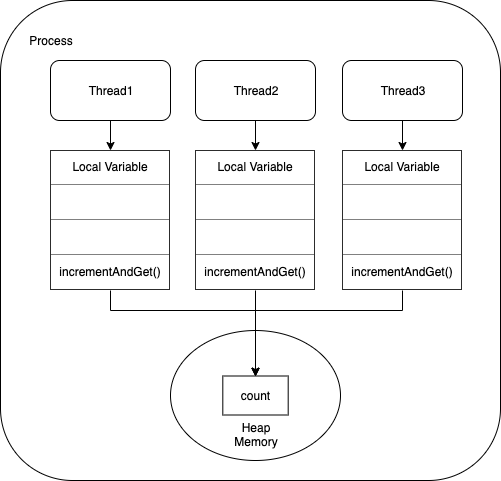 Process
Thread1 Thread2 Thread3
Local Variable Local Variable Local Variable
incrementAndGet() incrementAndGet() incrementAndGet()
count
Heap
Memory